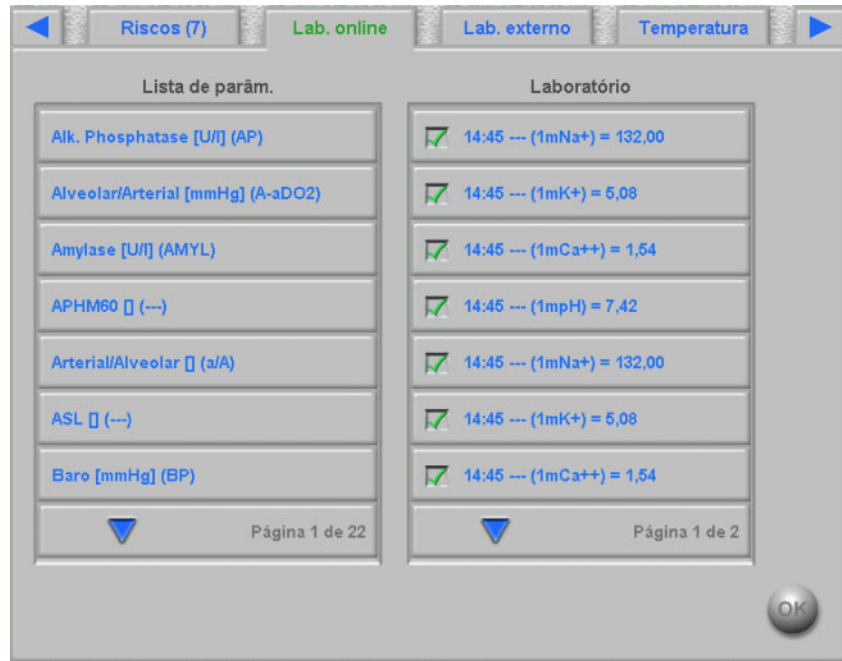 Riscos (7)
Lab. online
Lab. externo
Temperatura
Lista de parâm.
Alk. Phosphatase [U/l] (AP)
Alveolar/Arterial [mmHg] (A-aDO2)
Amylase [U/l] (AMYL)
APHM60 [] (---)
Arterial/Alveolar [] (a/A)
ASL [] (---)
Baro [mmHg] (BP)
Página 1 de 22
Laboratório
14:45 --- (1mNa+) = 132,00
14:45 --- (1mK+) = 5,08
14:45 --- (1mCa++) = 1,54
14:45 --- (1mpH) = 7,42
14:45 --- (1mNa+) = 132,00
14:45 --- (1mK+) = 5,08
14:45 --- (1mCa++) = 1,54
Página 1 de 2
OK